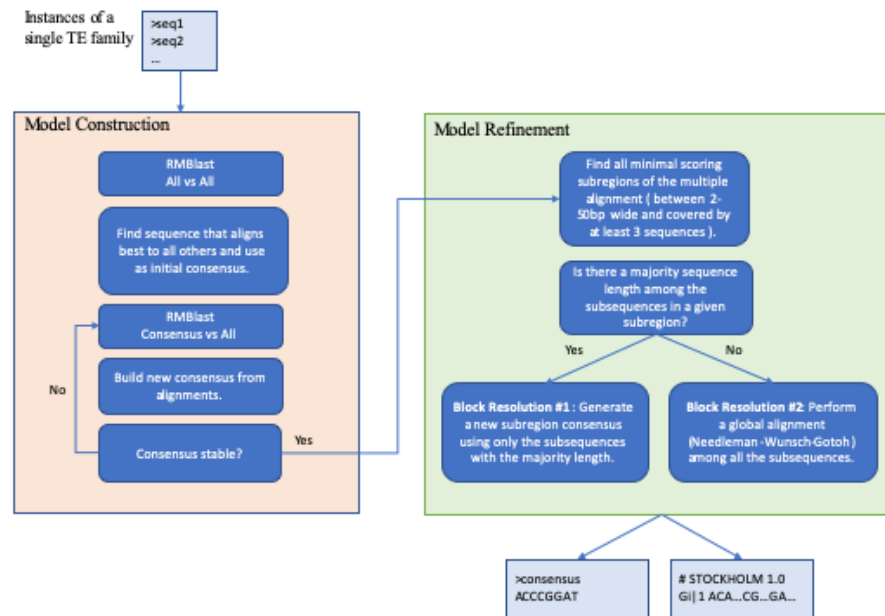 Instances of a
single TE family
>seq1
>seq2
...
Model Construction
RMBlast
All vs All
Find sequence that aligns
best to all others and use
as initial consensus.
RMBlast
Consensus vs All
No
Build new consensus from
alignments.
Consensus stable?
Yes
Model Refinement
Find all minimal scoring
subregions of the multiple
alignment ( between 2-
50bp wide and covered by
at least 3 sequences ).
Is there a majority sequence
length among the
subsequences in a given
subregion?
Yes
No
Block Resolution #1 : Generate
a new subregion consensus
using only the subsequences
with the majority length.
Block Resolution #2: Perform
a global alignment
(Needleman-Wunsch-Gotoh)
among all the subsequences.
>consensus
ACCCGGAT
# STOCKHOLM 1.0
Gi|1 ACA...CG...GA...